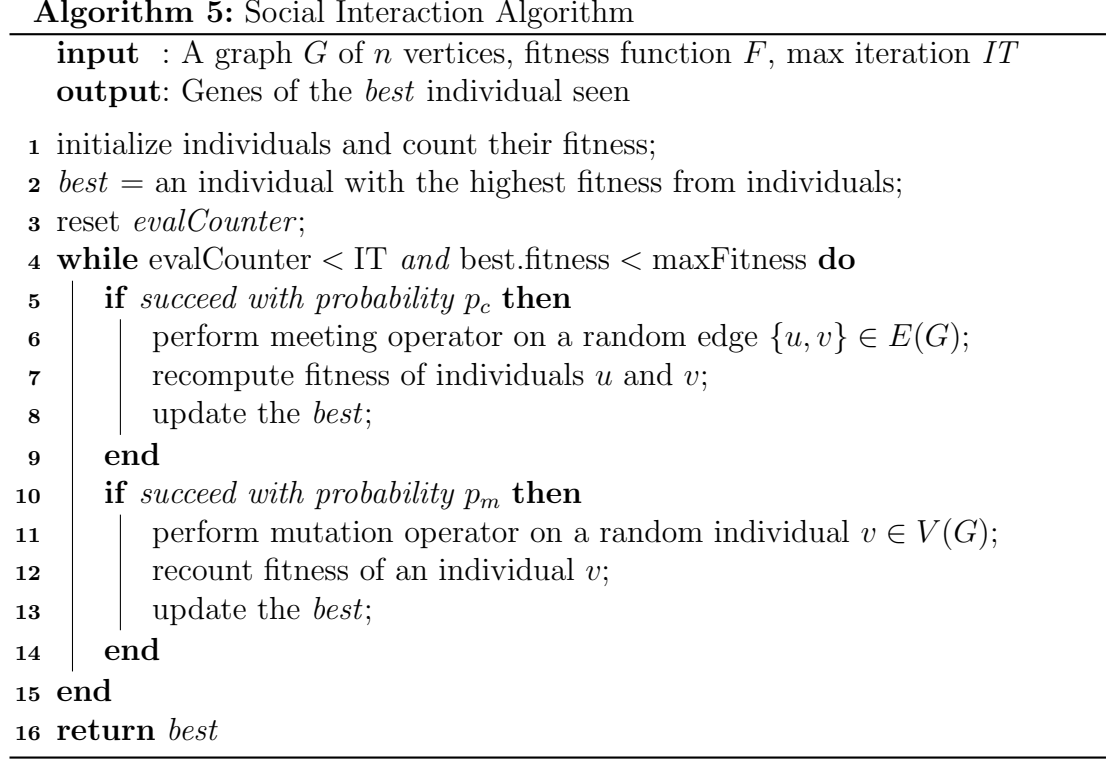 Algorithm 5: Social Interaction Algorithm
input : A graph G of n vertices, fitness function F, max iteration IT
output: Genes of the best individual seen
1 initialize individuals and count their fitness;
2 best = an individual with the highest fitness from individuals;
3 reset evalCounter;
4 while evalCounter < IT and best.fitness < maxFitness do
5 if succeed with probability p_c then
6 perform meeting operator on a random edge {u, v} ∈ E(G);
7 recompute fitness of individuals u and v;
8 update the best;
9 end
10 if succeed with probability p_m then
11 perform mutation operator on a random individual v ∈ V(G);
12 recount fitness of an individual v;
13 update the best;
14 end
15 end
16 return best